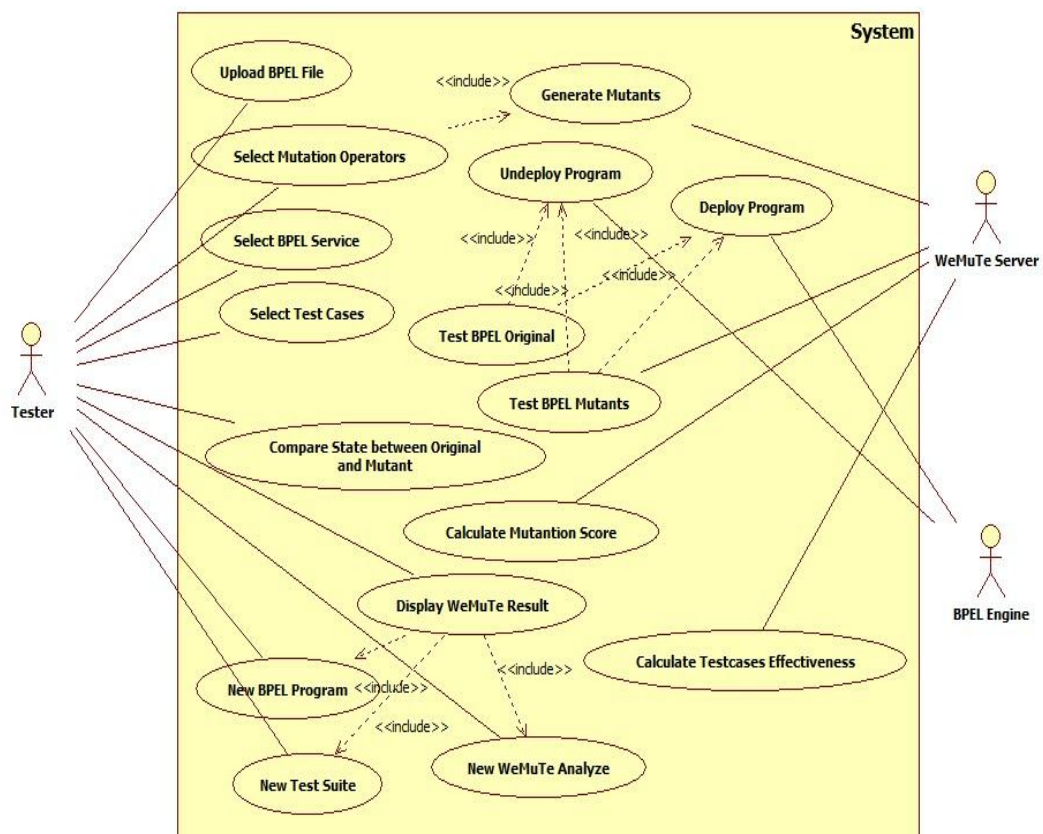 System
Upload BPEL File
<<include>>
Generate Mutants
Select Mutation Operators
Undeploy Program
Deploy Program
Select BPEL Service
<<include>>
<<include>>
WeMuTe Server
<<include>>
<<include>>
Select Test Cases
Test BPEL Original
Test BPEL Mutants
Tester
Compare State between Original
and Mutant
Calculate Mutantion Score
Display WeMuTe Result
BPEL Engine
Calculate Testcases Effectiveness
<<include>>
New BPEL Program
<<include>>
<<include>>
New WeMuTe Analyze
New Test Suite